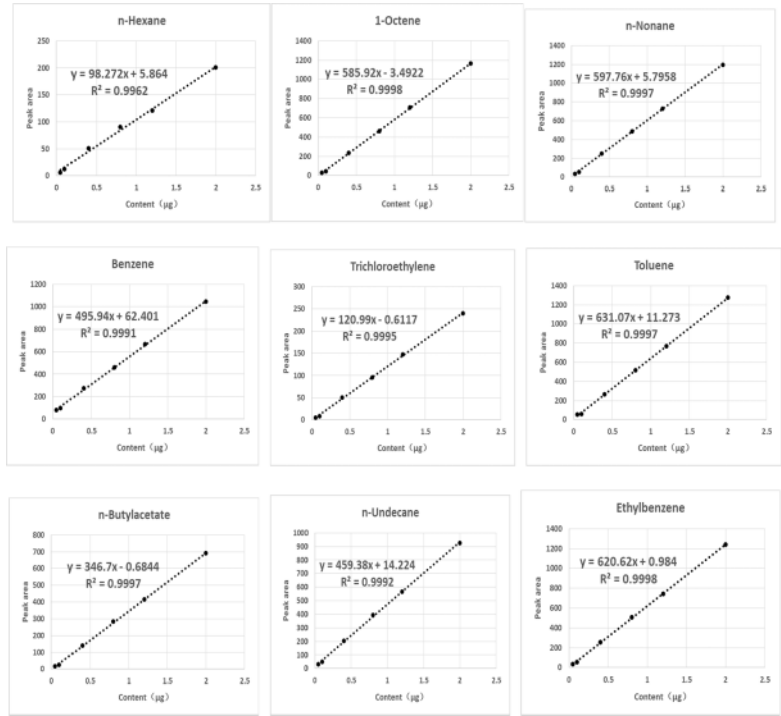 n-Hexane
250
200
150
100
50
0
Peak area
y = 98.272x + 5.864
R² = 0.9962
0 0.5 1 1.5 2 2.5
Content（μg）
1-Octene
1400
1200
1000
800
600
400
200
0
Peak area
y = 585.92x - 3.4922
R² = 0.9998
0 0.5 1 1.5 2 2.5
Content（μg）
n-Nonane
1400
1200
1000
800
600
400
200
0
Peak area
y = 597.76x + 5.7958
R² = 0.9997
0 0.5 1 1.5 2 2.5
Content（μg）
Benzene
1200
1000
800
600
400
200
0
Peak area
y = 495.94x + 62.401
R² = 0.9991
0 0.5 1 1.5 2 2.5
Content（μg）
Trichloroethylene
300
250
200
150
100
50
0
Peak area
y = 120.99x - 0.6117
R² = 0.9995
0 0.5 1 1.5 2 2.5
Content（μg）
Toluene
1400
1200
1000
800
600
400
200
0
Peak area
y = 631.07x + 11.273
R² = 0.9997
0 0.5 1 1.5 2 2.5
Content（μg）
n-Butylacetate
800
700
600
500
400
300
200
100
0
Peak area
y = 346.7x - 0.6844
R² = 0.9997
0 0.5 1 1.5 2 2.5
Content（μg）
n-Undecane
1000
900
800
700
600
500
400
300
200
100
0
Peak area
y = 459.38x + 14.224
R² = 0.9992
0 0.5 1 1.5 2 2.5
Content（μg）
Ethylbenzene
1400
1200
1000
800
600
400
200
0
Peak area
y = 620.62x + 0.984
R² = 0.9998
0 0.5 1 1.5 2 2.5
Content（μg）